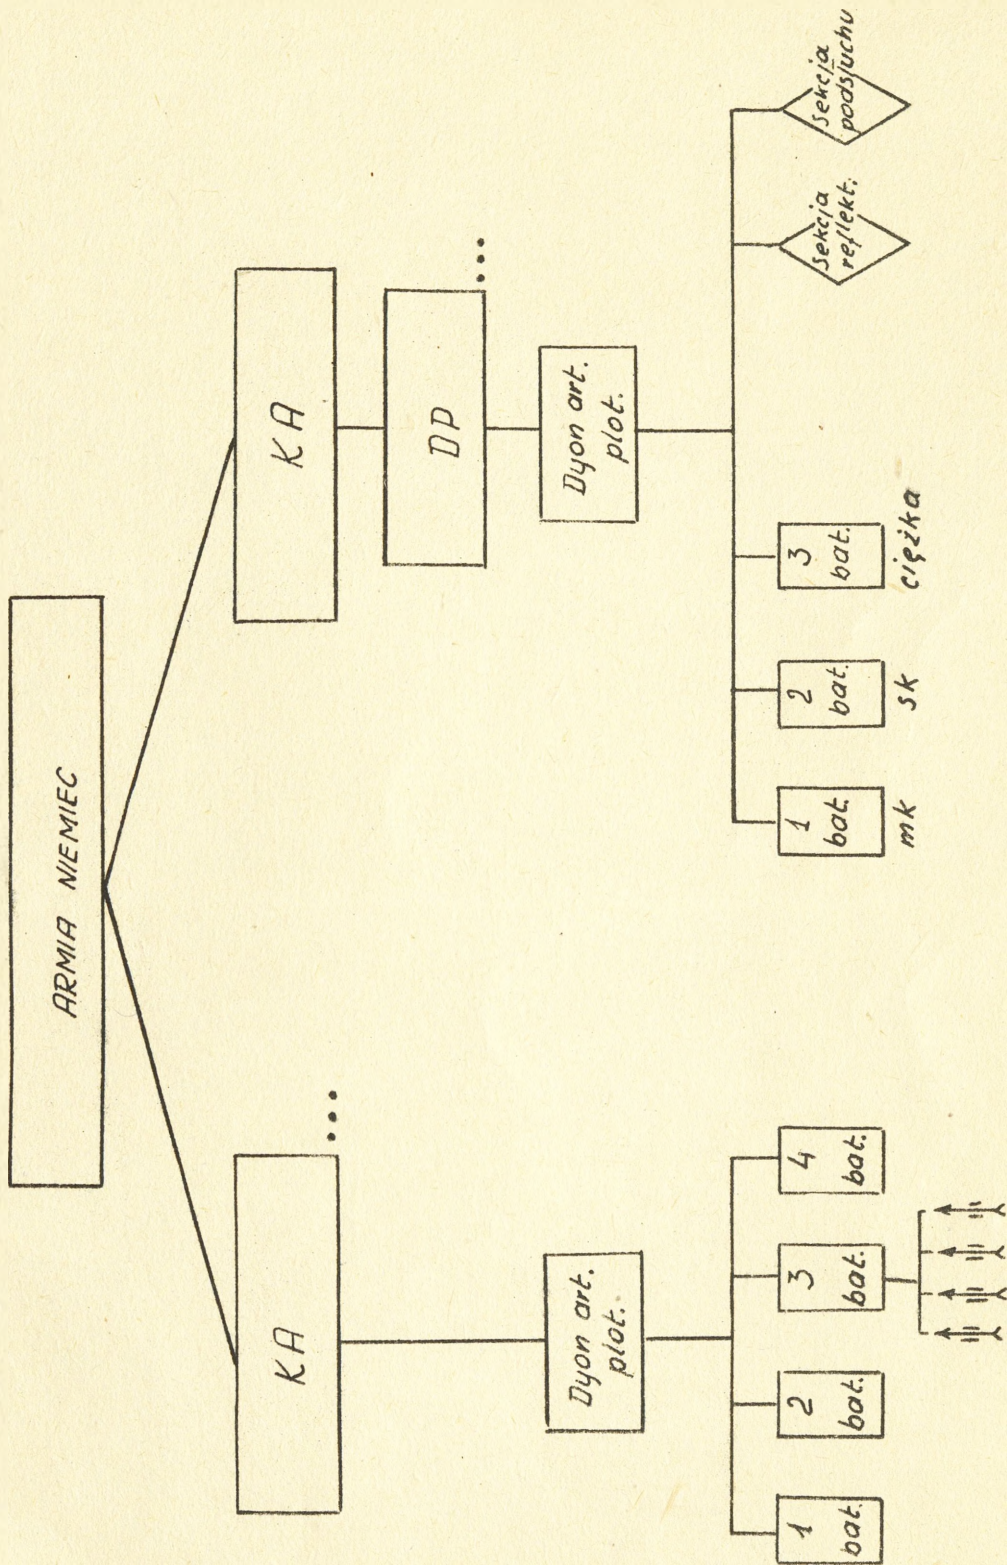 ARMIA NIEMIEC
KA
...
KA
DP
...
Dyon art.
plot.
Dyon art.
plot.
1
bat.
2
bat.
3
bat.
4
bat.
1
bat.
mk
2
bat.
sk
3
bat.
ciężka
Sekcja
reflekt.
Sekcja
podsłuchu